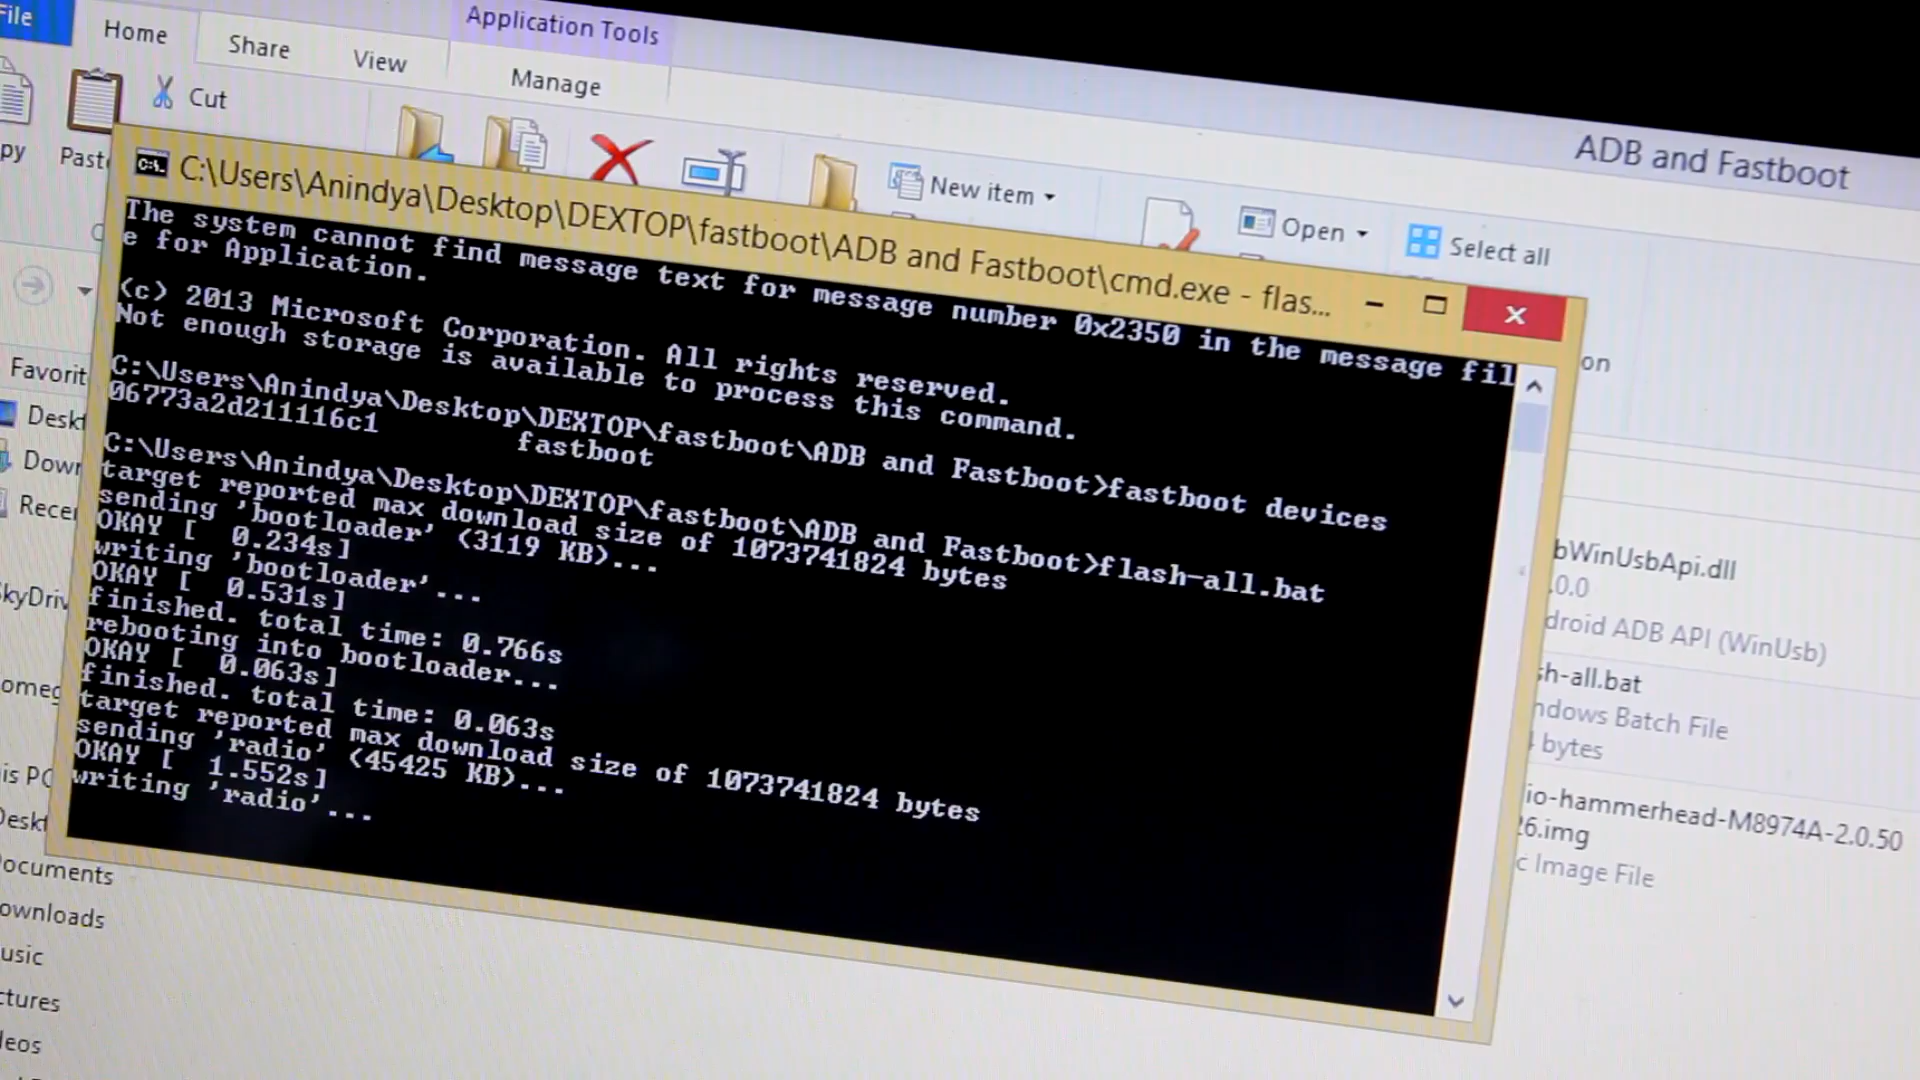 File
Home
Share
View
Application Tools
Manage
ADB and Fastboot
py
Paste
Cut
New item
Open
Select all
on
C:\Users\Anindya\Desktop\DEXTOP\fastboot\ADB and Fastboot\cmd.exe - flas...
The system cannot find message text for message number 0x2350 in the message fil
e for Application.
(c) 2013 Microsoft Corporation. All rights reserved.
Not enough storage is available to process this command.
C:\Users\Anindya\Desktop\DEXTOP\fastboot\ADB and Fastboot>fastboot devices
06773a2d211116c1 fastboot
C:\Users\Anindya\Desktop\DEXTOP\fastboot\ADB and Fastboot>flash-all.bat
target reported max download size of 1073741824 bytes
sending 'bootloader' (3119 KB)...
OKAY [ 0.234s]
writing 'bootloader'...
OKAY [ 0.531s]
finished. total time: 0.766s
rebooting into bootloader...
OKAY [ 0.063s]
finished. total time: 0.063s
target reported max download size of 1073741824 bytes
sending 'radio' (45425 KB)...
OKAY [ 1.552s]
writing 'radio'...
Favorit
Deskt
Down
Recen
SkyDriv
omeg
is PC
Deskt
ocuments
ownloads
usic
ctures
deos
bWinUsbApi.dll
.0.0
droid ADB API (WinUsb)
sh-all.bat
ndows Batch File
bytes
io-hammerhead-M8974A-2.0.50
26.img
c Image File